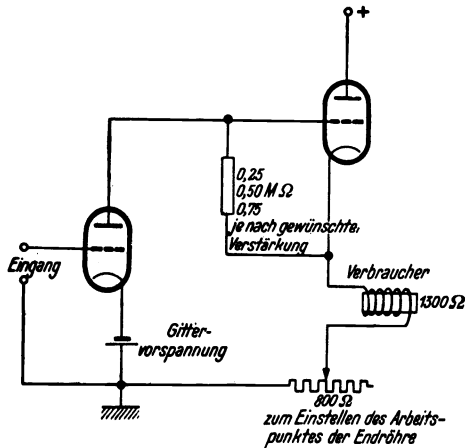 +
0,25
0,50 M Ω
0,75
je nach gewünschte,
Verstärkung
Eingang
Verbraucher
1300 Ω
Gitter-
vorspannung
800 Ω
zum Einstellen des Arbeits-
punktes der Endröhre